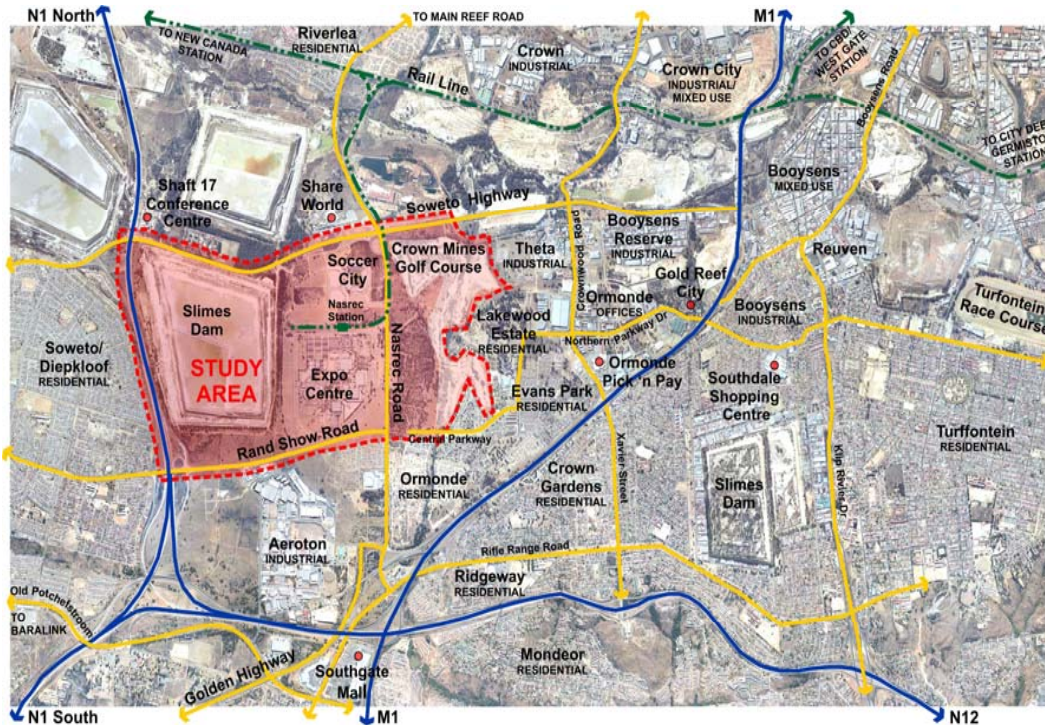 N1 North
M1
TO MAIN REEF ROAD
TO NEW CANADA
STATION
Riverlea
RESIDENTIAL
Crown
INDUSTRIAL
Rail Line
Crown City
INDUSTRIAL/
MIXED USE
TO CBD/
WEST GATE
STATION
Booysens Road
TO CITY DEEP
GERMISTON
STATION
Booysens
MIXED USE
Shaft 17
Conference
Centre
Share
World
Soweto Highway
Crown Mines
Golf Course
Soccer
City
Nasrec
Station
Theta
INDUSTRIAL
Crownwood Road
Booysens
Reserve
INDUSTRIAL
Reuven
Gold Reef
City
Ormonde
OFFICES
Northern Parkway Dr
Booysens
INDUSTRIAL
Turfontein
Race Course
Slimes
Dam
STUDY
AREA
Soweto/
Diepkloof
RESIDENTIAL
Expo
Centre
Nasrec Road
Lakewood
Estate
RESIDENTIAL
Ormonde
Pick 'n Pay
Evans Park
RESIDENTIAL
Southdale
Shopping
Centre
Turffontein
RESIDENTIAL
Rand Show Road
Central Parkway
Ormonde
RESIDENTIAL
Crown
Gardens
RESIDENTIAL
Xavier Street
Slimes
Dam
Klip Rivier Dr
Aeroton
INDUSTRIAL
Rifle Range Road
Ridgeway
RESIDENTIAL
Old Potchefstroom
TO
BARALINK
Golden Highway
Southgate
Mall
Mondeor
RESIDENTIAL
N1 South
M1
N12